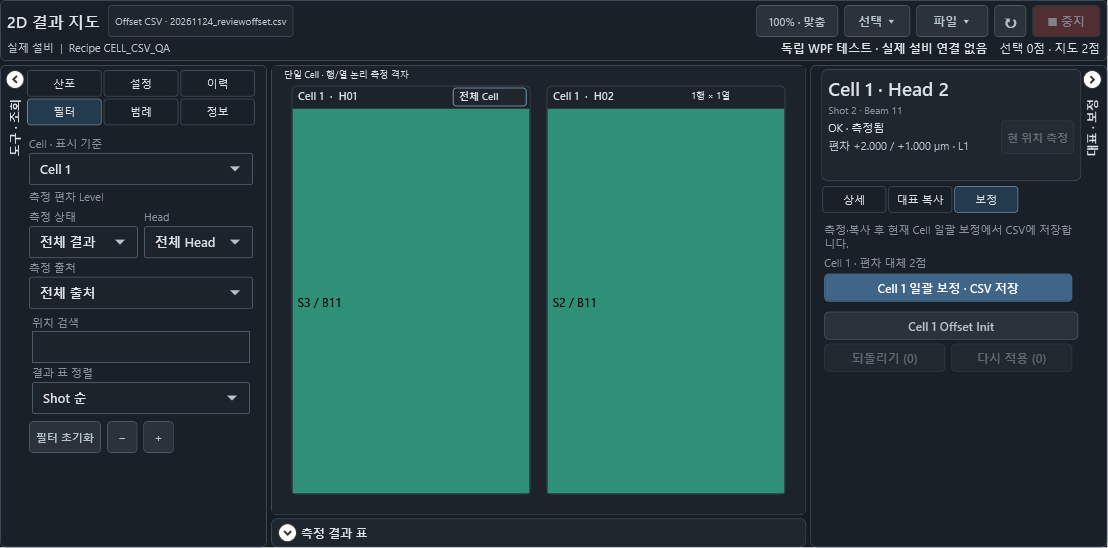 2D 결과 지도
Offset CSV · 20261124_reviewoffset.csv
100% · 맞춤
선택
파일
↻
■ 중지
실제 설비 | Recipe CELL_CSV_QA
독립 WPF 테스트 · 실제 설비 연결 없음 선택 0점 · 지도 2점
도구 · 조회
산포
설정
이력
필터
범례
정보
Cell · 표시 기준
Cell 1
측정 편차 Level
측정 상태
Head
전체 결과
전체 Head
측정 출처
전체 출처
위치 검색
결과 표 정렬
Shot 순
필터 초기화
−
+
단일 Cell · 행/열 논리 측정 격자
Cell 1 · H01
전체 Cell
S3 / B11
Cell 1 · H02
1행 × 1열
S2 / B11
측정 결과 표
Cell 1 · Head 2
Shot 2 · Beam 11
OK · 측정됨
편차 +2.000 / +1.000 µm · L1
현 위치 측정
대표 · 보정
상세
대표 복사
보정
측정·복사 후 현재 Cell 일괄 보정에서 CSV에 저장합
니다.
Cell 1 · 편차 대체 2점
Cell 1 일괄 보정 · CSV 저장
Cell 1 Offset Init
되돌리기 (0)
다시 적용 (0)